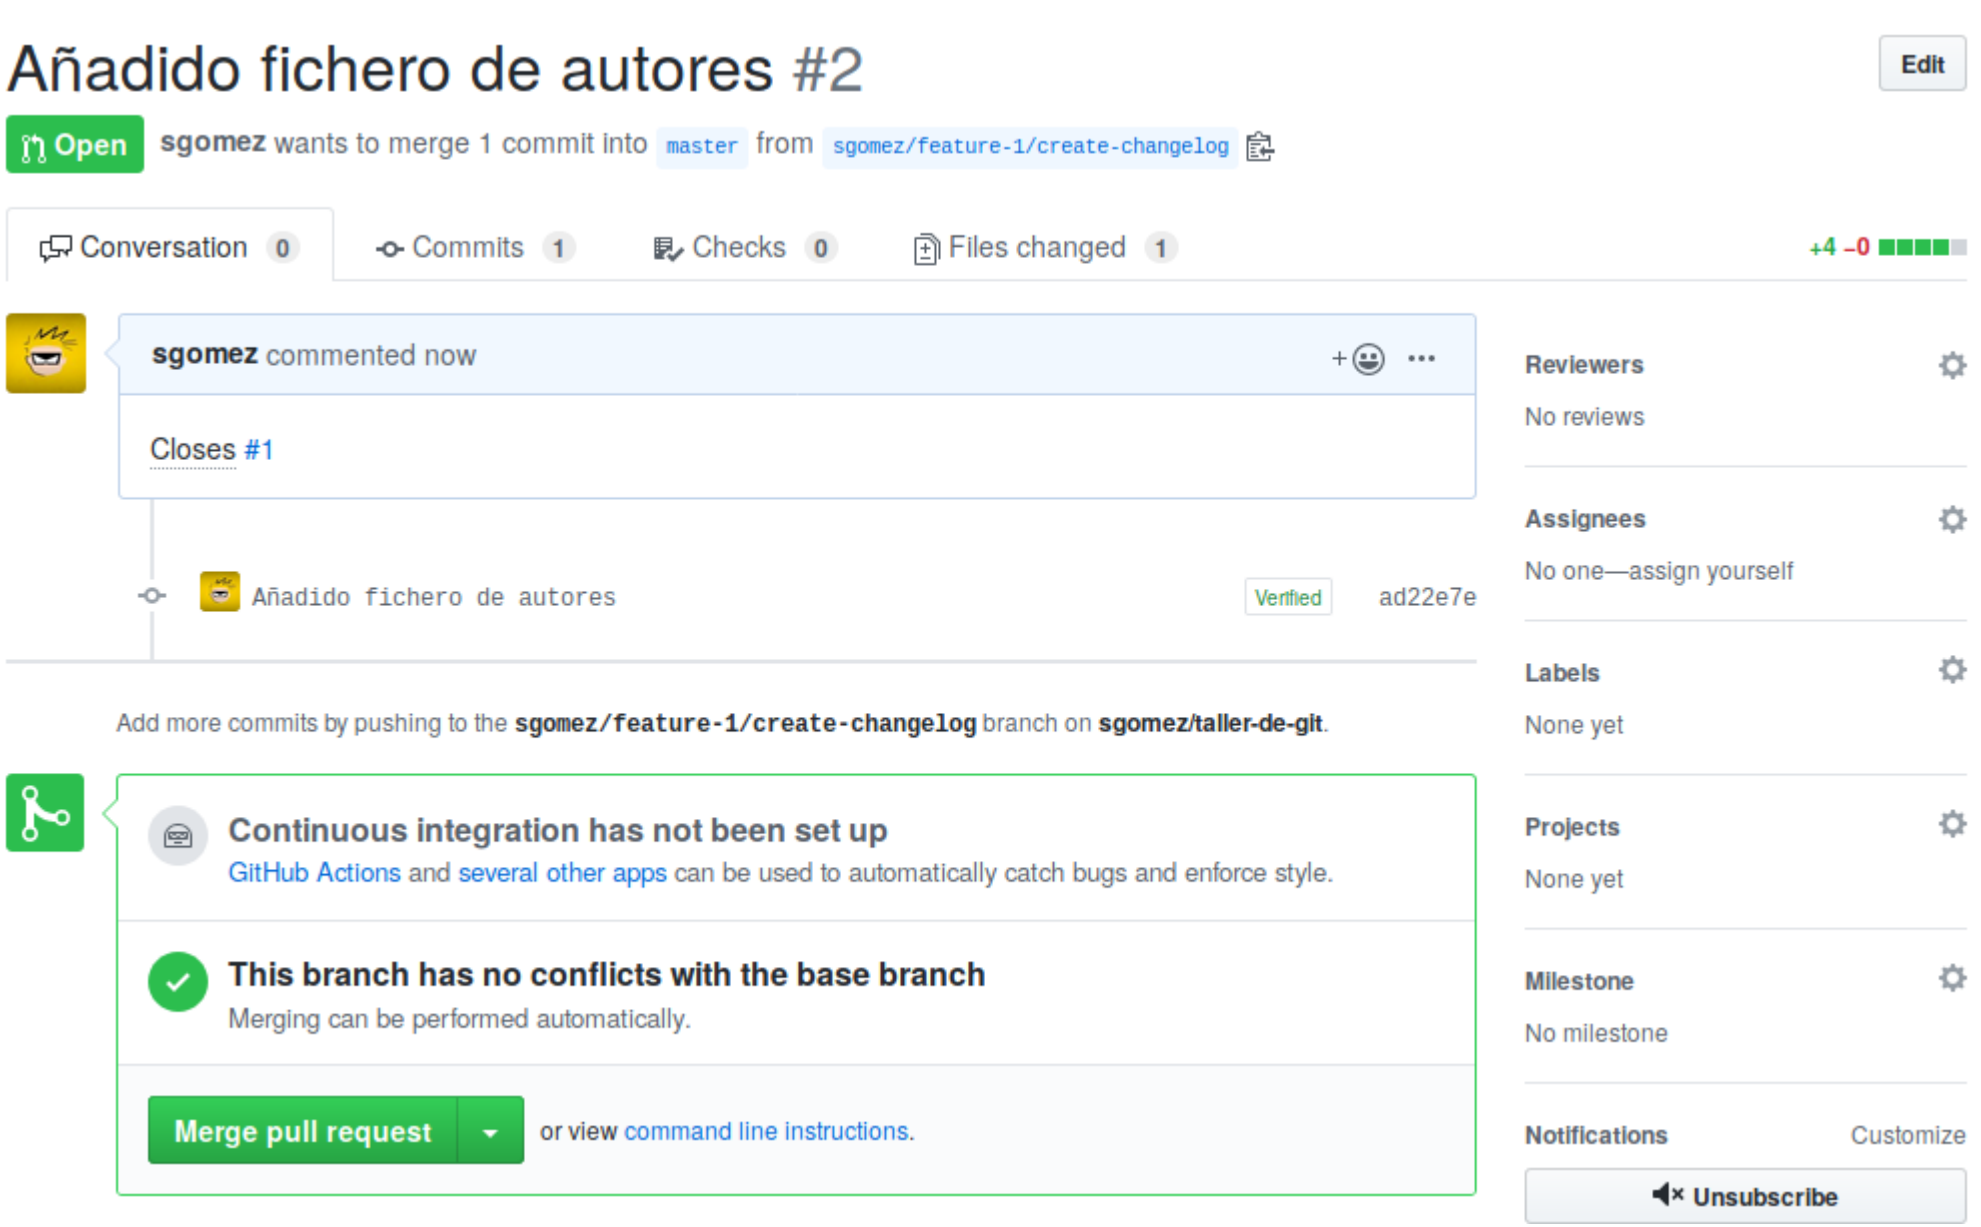 Añadido fichero de autores #2
Edit
Open sgomez wants to merge 1 commit into master from sgomez/feature-1/create-changelog
Conversation 0 Commits 1 Checks 0 Files changed 1 +4 −0
sgomez commented now
Closes #1
Añadido fichero de autores Verified ad22e7e
Add more commits by pushing to the sgomez/feature-1/create-changelog branch on sgomez/taller-de-git.
Continuous integration has not been set up
GitHub Actions and several other apps can be used to automatically catch bugs and enforce style.
This branch has no conflicts with the base branch
Merging can be performed automatically.
Merge pull request or view command line instructions.
Reviewers
No reviews
Assignees
No one—assign yourself
Labels
None yet
Projects
None yet
Milestone
No milestone
Notifications Customize
Unsubscribe